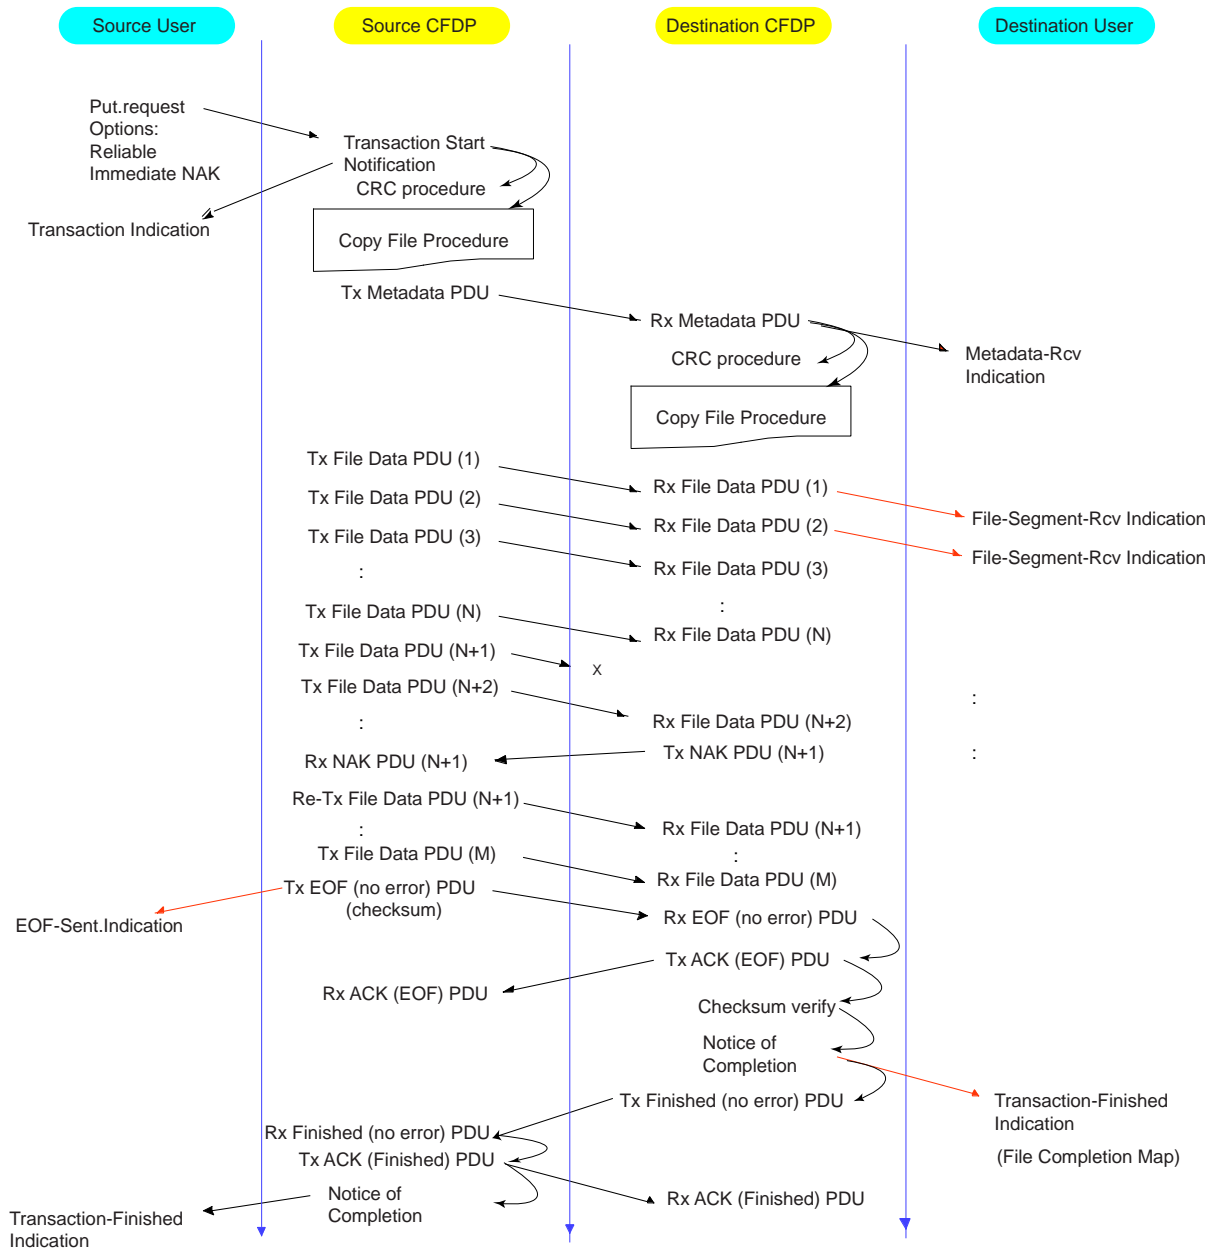 Source User
Source CFDP
Destination CFDP
Destination User
Put.request
Options:
Reliable
Immediate NAK
Transaction Start
Notification
CRC procedure
Transaction Indication
Copy File Procedure
Tx Metadata PDU
Rx Metadata PDU
CRC procedure
Metadata-Rcv
Indication
Copy File Procedure
Tx File Data PDU (1)
Rx File Data PDU (1)
File-Segment-Rcv Indication
Tx File Data PDU (2)
Rx File Data PDU (2)
File-Segment-Rcv Indication
Tx File Data PDU (3)
Rx File Data PDU (3)
:
:
Tx File Data PDU (N)
Rx File Data PDU (N)
Tx File Data PDU (N+1)
X
Tx File Data PDU (N+2)
:
Rx File Data PDU (N+2)
:
Tx NAK PDU (N+1)
:
Rx NAK PDU (N+1)
Re-Tx File Data PDU (N+1)
Rx File Data PDU (N+1)
:
:
Tx File Data PDU (M)
Rx File Data PDU (M)
Tx EOF (no error) PDU
(checksum)
EOF-Sent.Indication
Rx EOF (no error) PDU
Tx ACK (EOF) PDU
Rx ACK (EOF) PDU
Checksum verify
Notice of
Completion
Tx Finished (no error) PDU
Transaction-Finished
Indication
(File Completion Map)
Rx Finished (no error) PDU
Tx ACK (Finished) PDU
Rx ACK (Finished) PDU
Notice of
Completion
Transaction-Finished
Indication